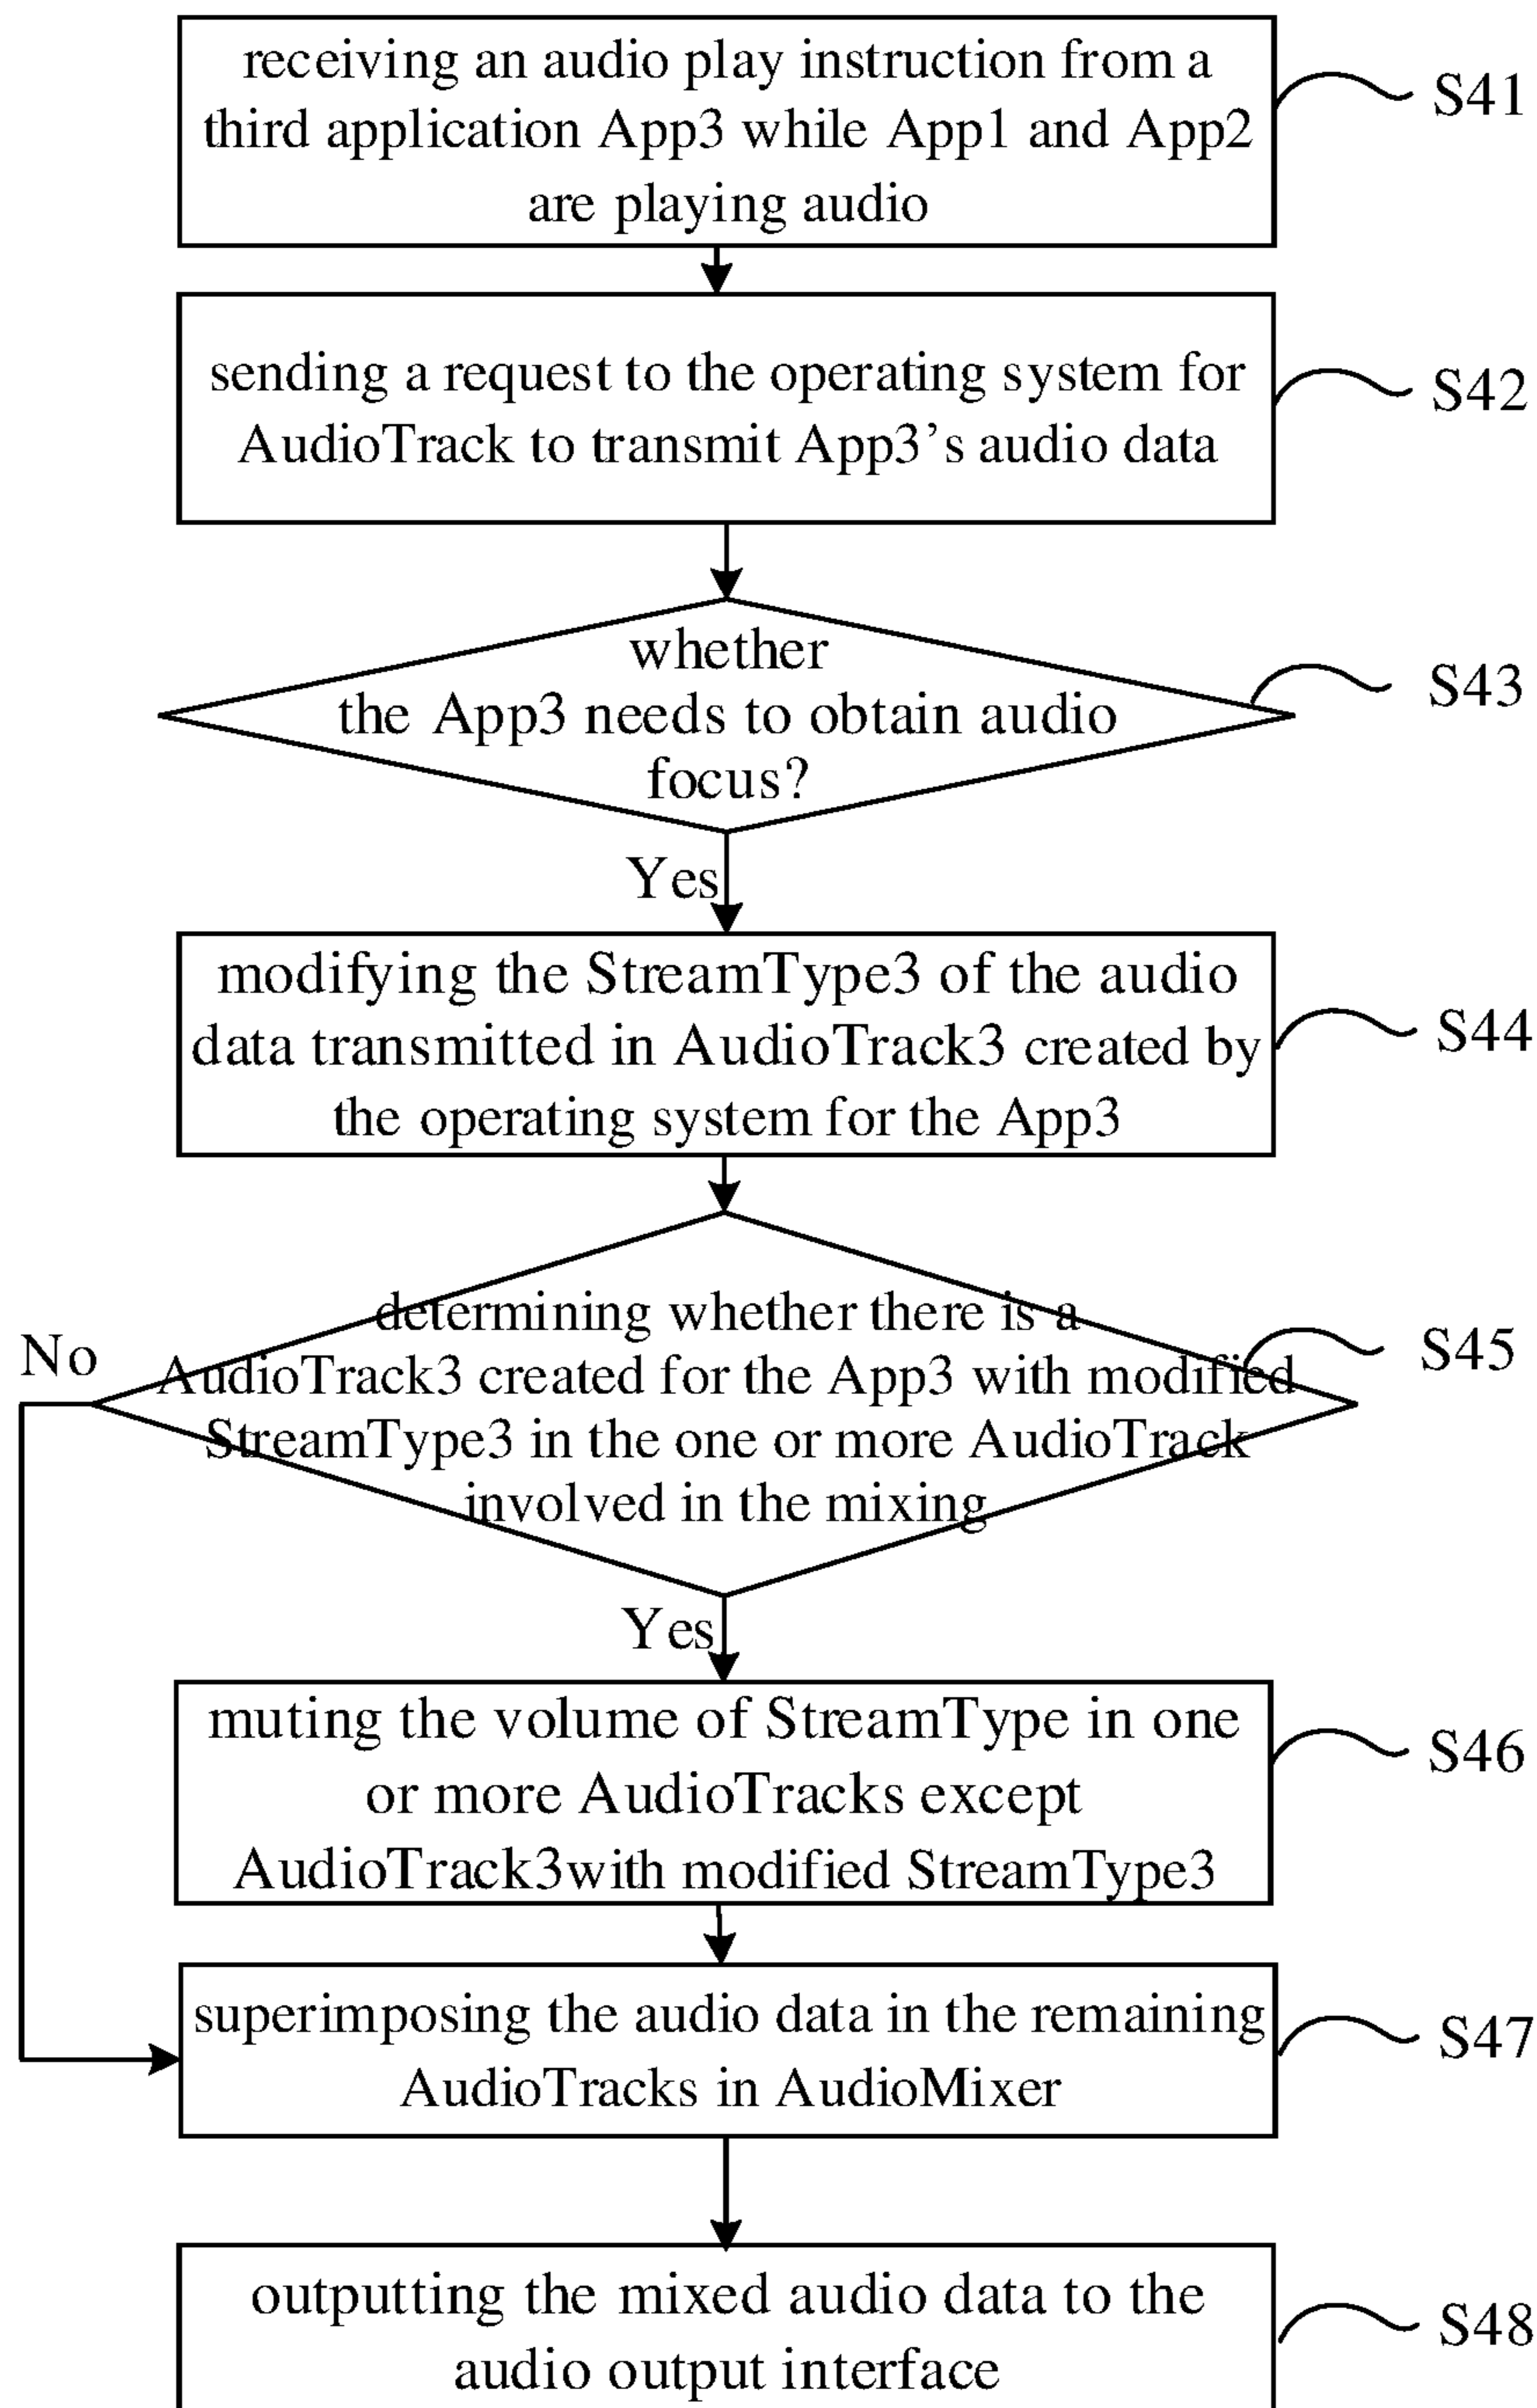 receiving an audio play instruction from a
third application App3 while App1 and App2
are playing audio
S41
sending a request to the operating system for
AudioTrack to transmit App3’s audio data
S42
whether
the App3 needs to obtain audio
focus?
S43
Yes
modifying the StreamType3 of the audio
data transmitted in AudioTrack3 created by
the operating system for the App3
S44
determining whether there is a
AudioTrack3 created for the App3 with modified
StreamType3 in the one or more AudioTrack
involved in the mixing
S45
No
Yes
muting the volume of StreamType in one
or more AudioTracks except
AudioTrack3with modified StreamType3
S46
superimposing the audio data in the remaining
AudioTracks in AudioMixer
S47
outputting the mixed audio data to the
audio output interface
S48